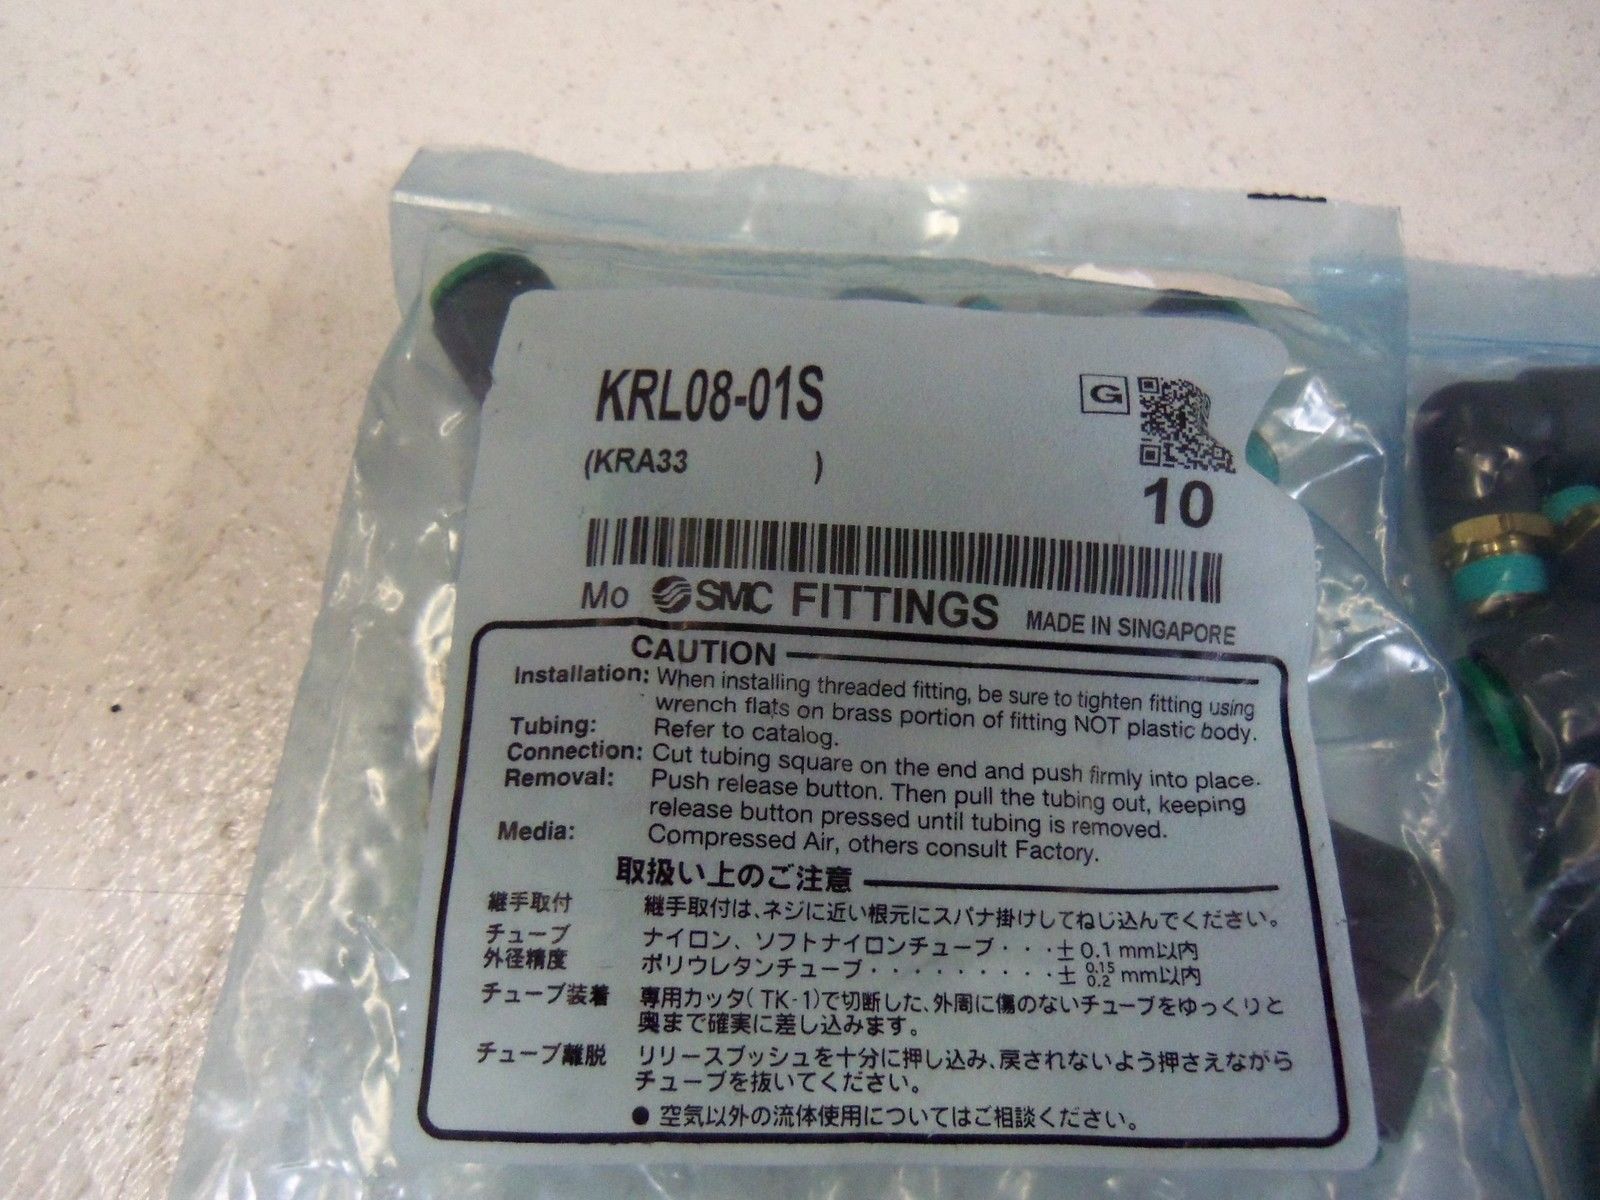 KRL08-01S
G
(KRA33 )
10
Mo SMC FITTINGS MADE IN SINGAPORE
CAUTION
Installation: When installing threaded fitting, be sure to tighten fitting using
wrench flats on brass portion of fitting NOT plastic body.
Tubing: Refer to catalog.
Connection: Cut tubing square on the end and push firmly into place.
Removal: Push release button. Then pull the tubing out, keeping
release button pressed until tubing is removed.
Media: Compressed Air, others consult Factory.
取扱い上のご注意
継手取付 継手取付は、ネジに近い根元にスパナ掛けしてねじ込んでください。
チューブ ナイロン、ソフトナイロンチューブ・・・± 0.1 mm以内
外径精度 ポリウレタンチューブ・・・・・・・・・・± 0.15 0.2 mm以内
チューブ装着 専用カッタ(TK-1)で切断した、外周に傷のないチューブをゆっくりと
奥まで確実に差し込みます。
チューブ離脱 リリースブッシュを十分に押し込み、戻されないよう押さえながら
チューブを抜いてください。
● 空気以外の流体使用についてはご相談ください。